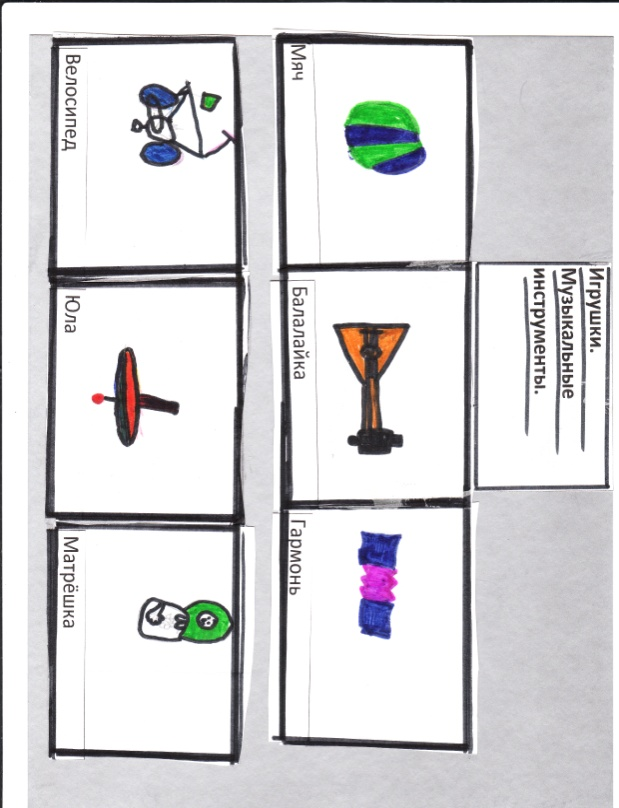 Игрушки.
Музыкальные
инструменты.
Мяч
Балалайка
Гармонь
Велосипед
Юла
Матрёшка